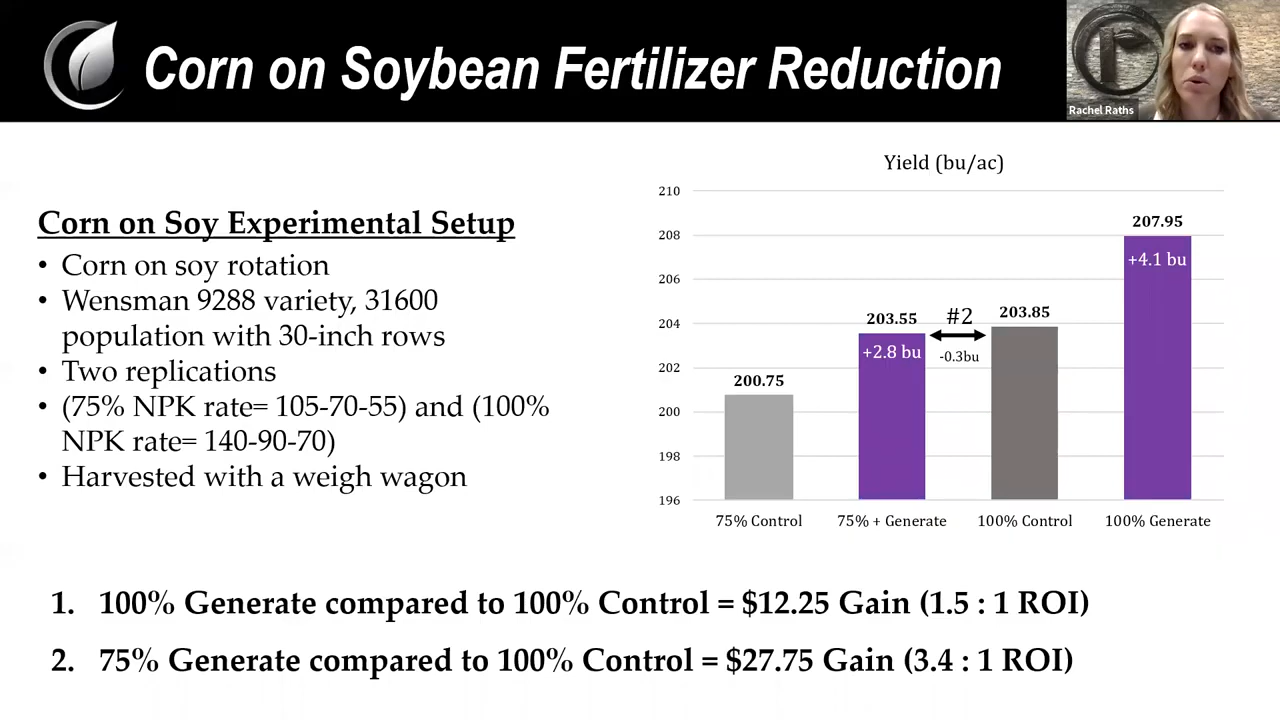 Corn on Soybean Fertilizer Reduction
r
Rachel Raths
Corn on Soy Experimental Setup
• Corn on soy rotation
• Wensman 9288 variety, 31600
population with 30-inch rows
• Two replications
• (75% NPK rate= 105-70-55) and (100%
NPK rate= 140-90-70)
• Harvested with a weigh wagon
Yield (bu/ac)
210
208
206
204
202
200
198
196
200.75
203.55
+2.8 bu
#2
-0.3bu
203.85
207.95
+4.1 bu
75% Control
75% + Generate
100% Control
100% Generate
1. 100% Generate compared to 100% Control = $12.25 Gain (1.5 : 1 ROI)
2. 75% Generate compared to 100% Control = $27.75 Gain (3.4 : 1 ROI)